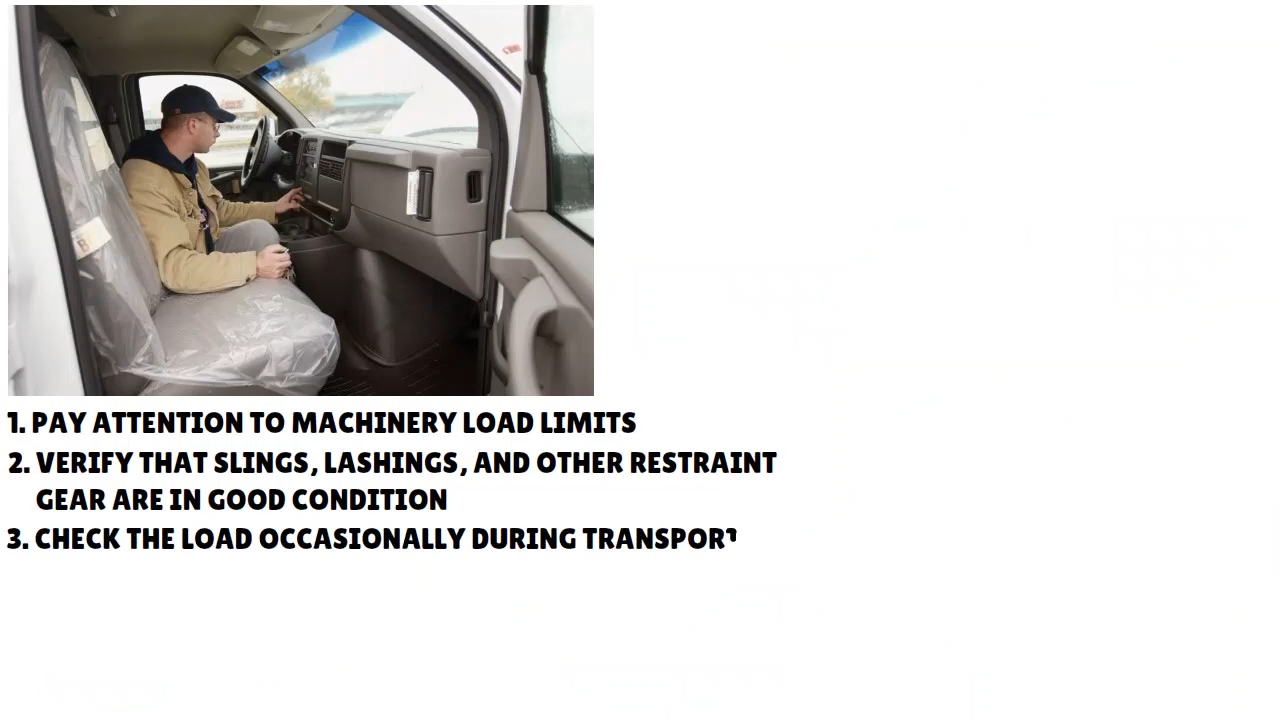 1. PAY ATTENTION TO MACHINERY LOAD LIMITS
2. VERIFY THAT SLINGS, LASHINGS, AND OTHER RESTRAINT
GEAR ARE IN GOOD CONDITION
3. CHECK THE LOAD OCCASIONALLY DURING TRANSPORT